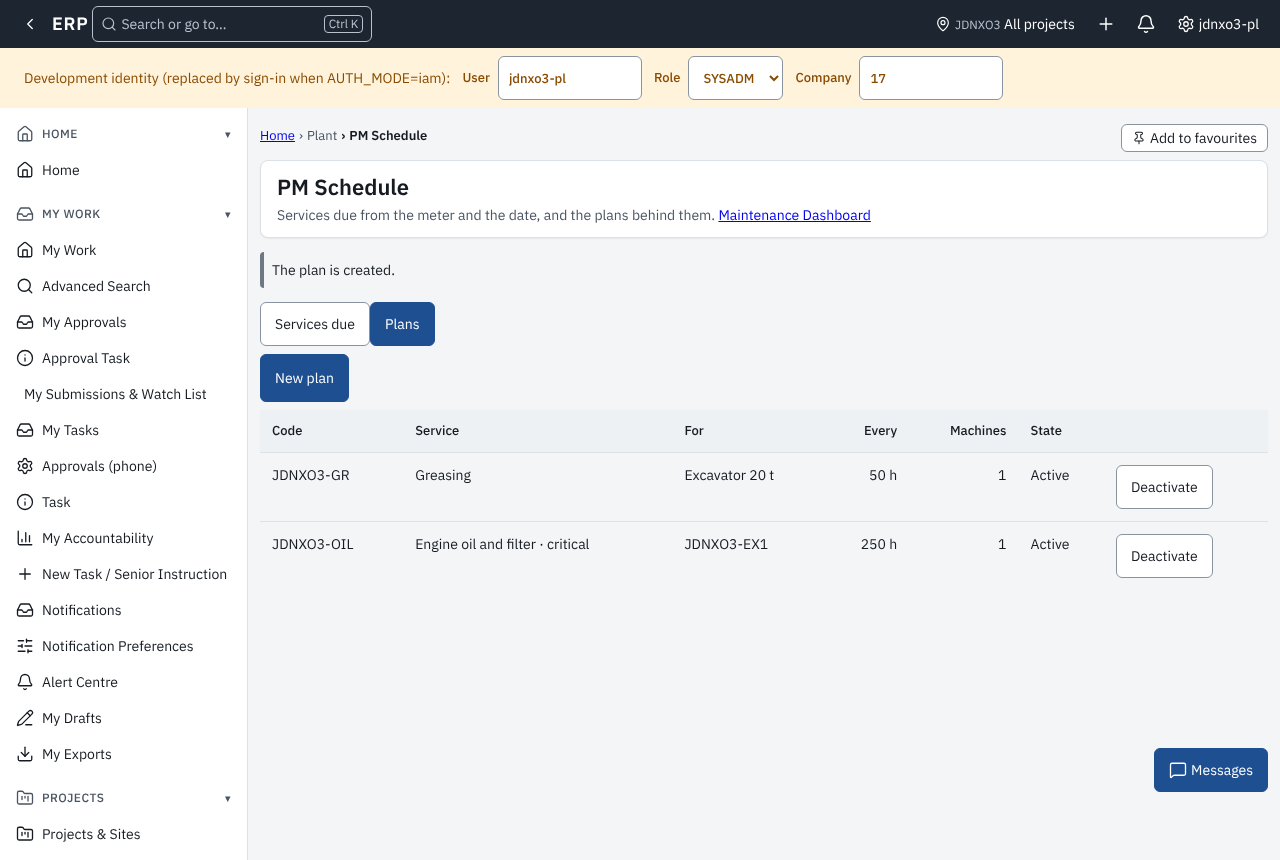 ERP Search or go to... Ctrl K JDNXO3 All projects jdnxo3-pl
Development identity (replaced by sign-in when AUTH_MODE=iam): User jdnxo3-pl Role SYSADM Company 17
HOME
Home
MY WORK
My Work
Advanced Search
My Approvals
Approval Task
My Submissions & Watch List
My Tasks
Approvals (phone)
Task
My Accountability
New Task / Senior Instruction
Notifications
Notification Preferences
Alert Centre
My Drafts
My Exports
PROJECTS
Projects & Sites
Home › Plant › PM Schedule
Add to favourites
PM Schedule
Services due from the meter and the date, and the plans behind them. Maintenance Dashboard
The plan is created.
Services due Plans
New plan
Code Service For Every Machines State
JDNXO3-GR Greasing Excavator 20 t 50 h 1 Active Deactivate
JDNXO3-OIL Engine oil and filter · critical JDNXO3-EX1 250 h 1 Active Deactivate
Messages